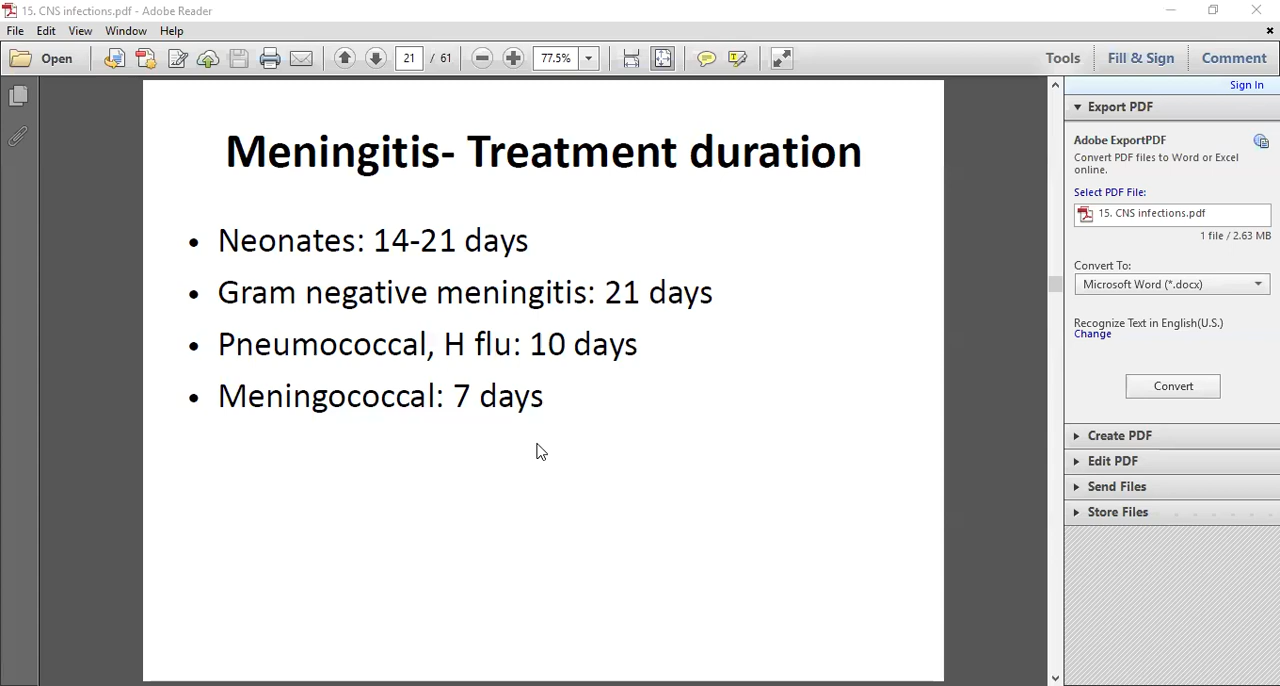 15. CNS infections.pdf - Adobe Reader
File Edit View Window Help
Open 21 / 61 77.5% Tools Fill & Sign Comment
Sign In
Meningitis- Treatment duration
• Neonates: 14-21 days
• Gram negative meningitis: 21 days
• Pneumococcal, H flu: 10 days
• Meningococcal: 7 days
Export PDF
Adobe ExportPDF
Convert PDF files to Word or Excel
online.
Select PDF File:
15. CNS infections.pdf
1 file / 2.63 MB
Convert To:
Microsoft Word (*.docx)
Recognize Text in English(U.S.)
Change
Convert
Create PDF
Edit PDF
Send Files
Store Files